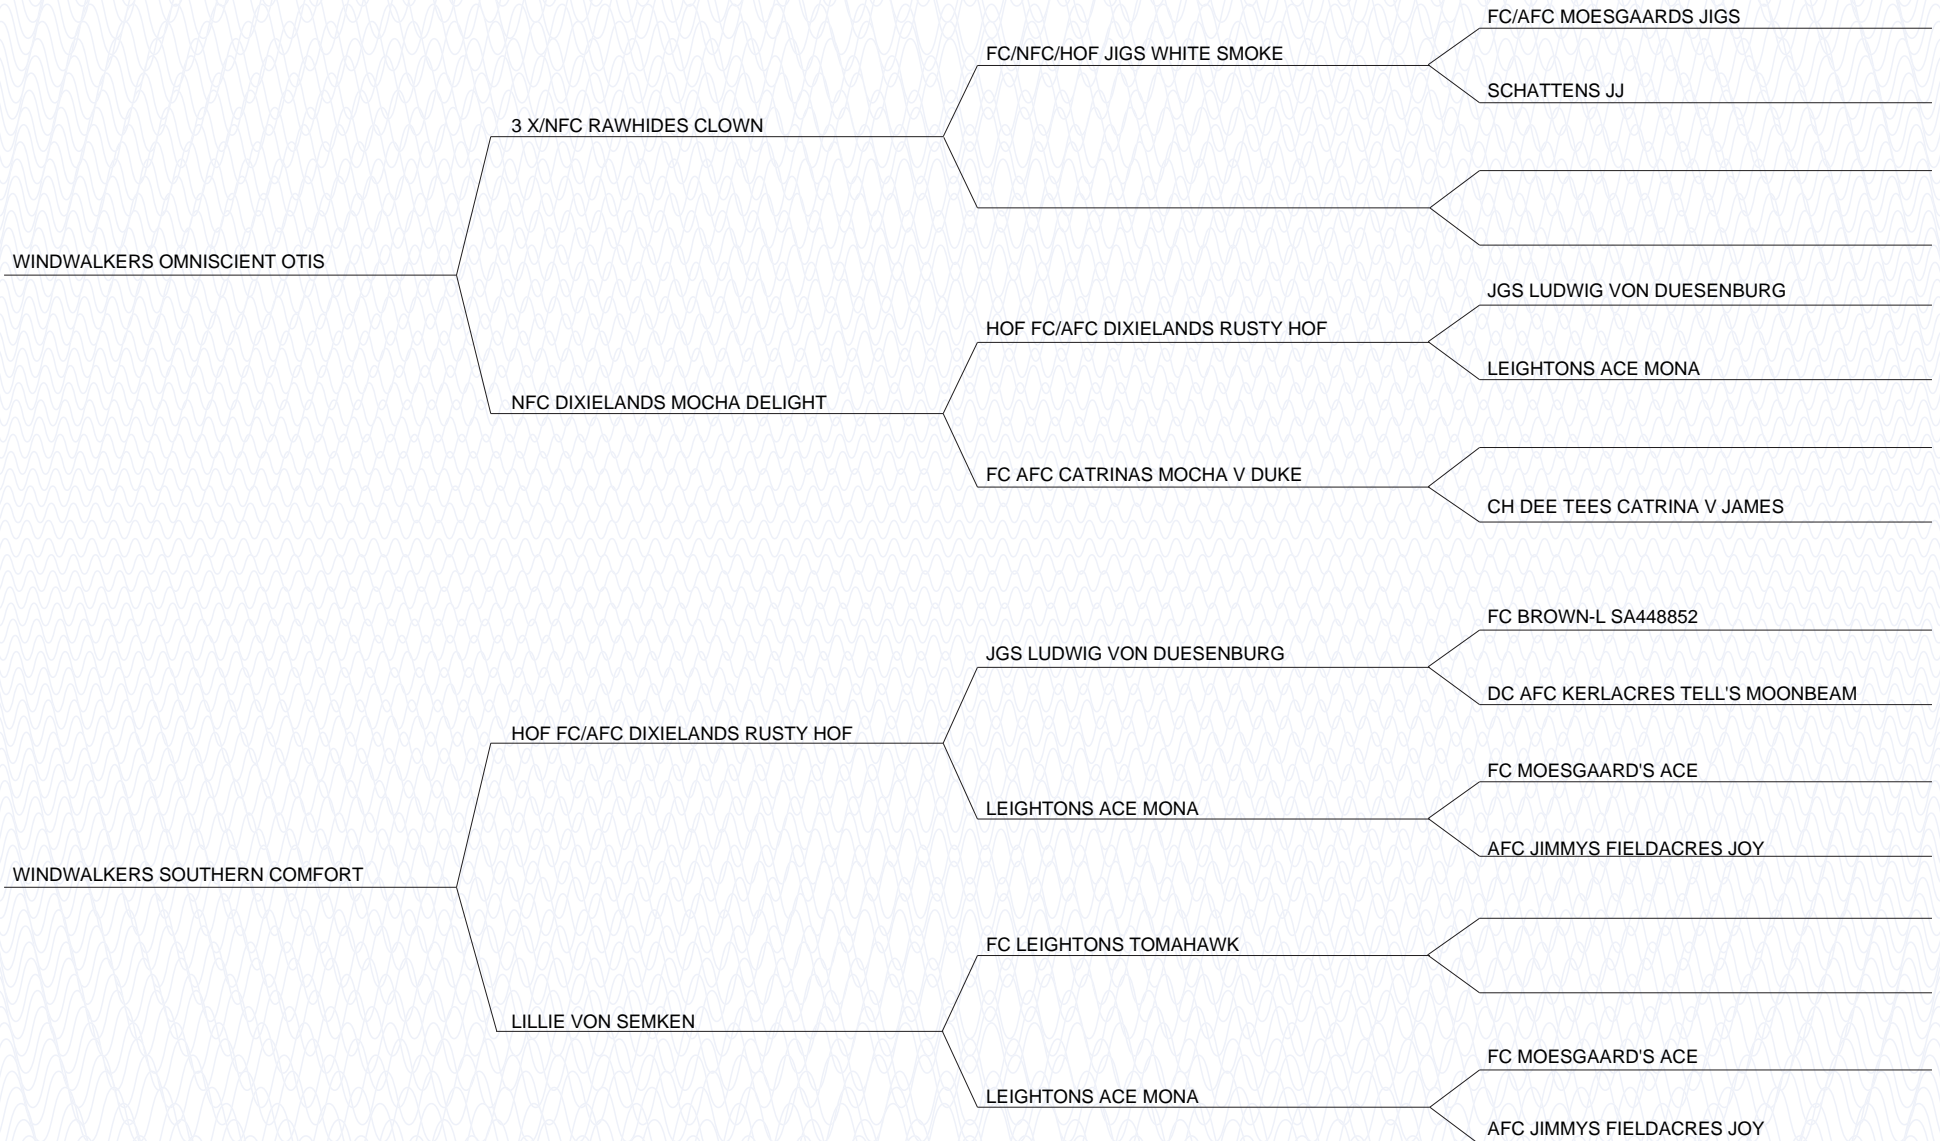 FC/AFC MOESGAARDS JIGS
FC/NFC/HOF JIGS WHITE SMOKE
SCHATTENS JJ
3 X/NFC RAWHIDES CLOWN
WINDWALKERS OMNISCIENT OTIS
JGS LUDWIG VON DUESENBURG
HOF FC/AFC DIXIELANDS RUSTY HOF
LEIGHTONS ACE MONA
NFC DIXIELANDS MOCHA DELIGHT
FC AFC CATRINAS MOCHA V DUKE
CH DEE TEES CATRINA V JAMES
FC BROWN-L SA448852
JGS LUDWIG VON DUESENBURG
DC AFC KERLACRES TELL'S MOONBEAM
HOF FC/AFC DIXIELANDS RUSTY HOF
FC MOESGAARD'S ACE
LEIGHTONS ACE MONA
AFC JIMMYS FIELDACRES JOY
WINDWALKERS SOUTHERN COMFORT
FC LEIGHTONS TOMAHAWK
LILLIE VON SEMKEN
FC MOESGAARD'S ACE
LEIGHTONS ACE MONA
AFC JIMMYS FIELDACRES JOY